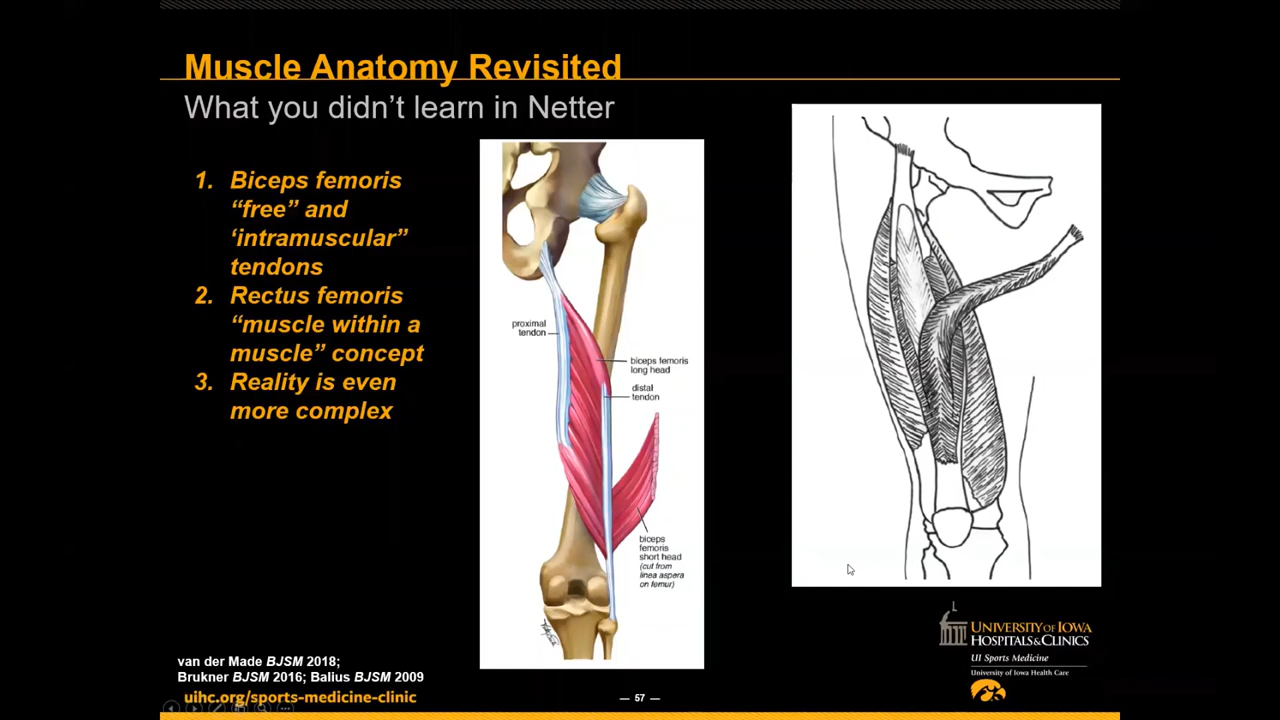 Muscle Anatomy Revisited
What you didn’t learn in Netter
1. Biceps femoris
“free” and
‘intramuscular”
tendons
2. Rectus femoris
“muscle within a
muscle” concept
3. Reality is even
more complex
proximal
tendon
biceps femoris
long head
distal
tendon
biceps
femoris
short head
(cut from
linea aspera
on femur)
van der Made BJSM 2018;
Brukner BJSM 2016; Balius BJSM 2009
uihc.org/sports-medicine-clinic
— 57 —
UNIVERSITY OF IOWA
HOSPITALS & CLINICS
UI Sports Medicine
University of Iowa Health Care